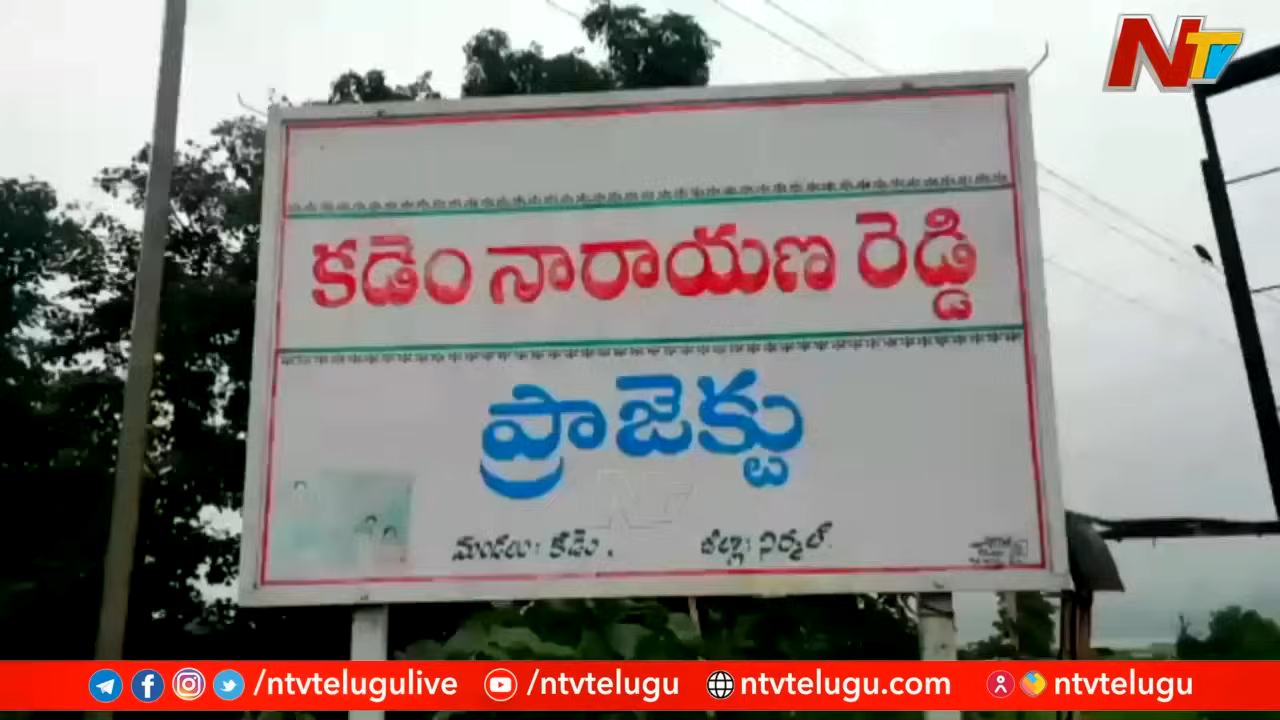 NTV
కడెం నారాయణ రెడ్డి
ప్రాజెక్టు
మండలం: కడెం. జిల్లా: నిర్మల్.
/ntvtelugulive /ntvtelugu ntvtelugu.com ntvtelugu